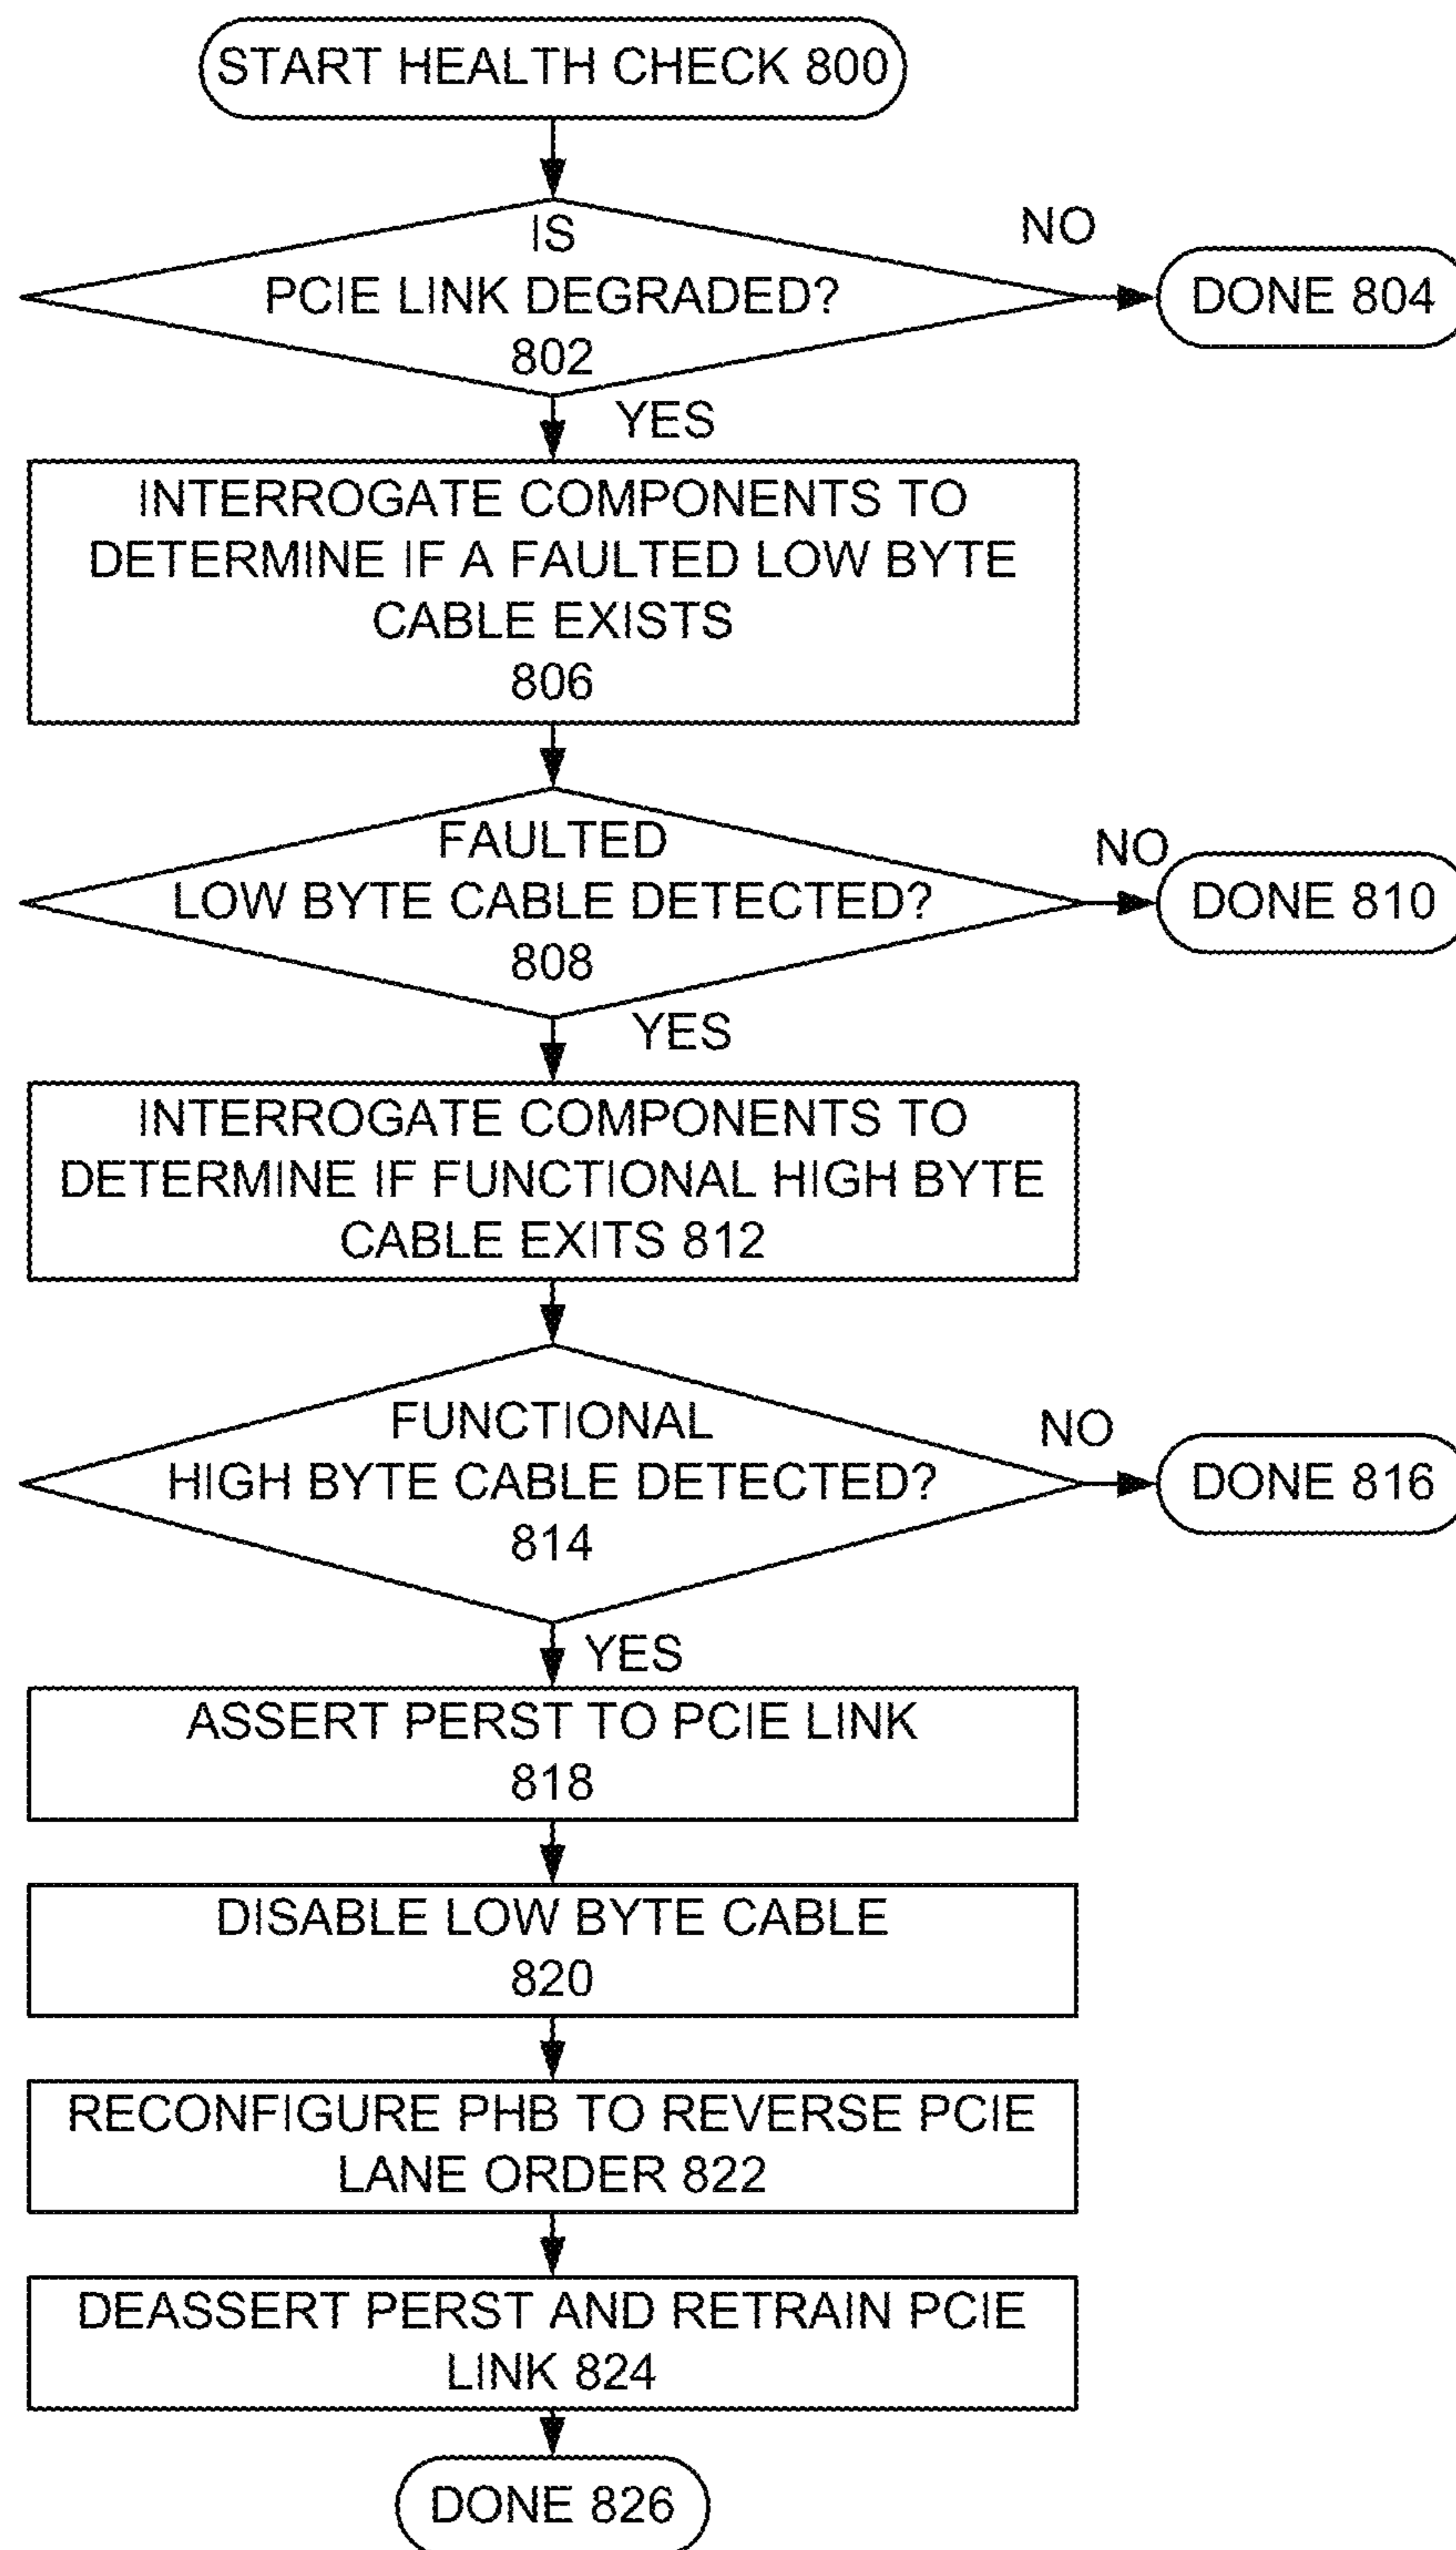 START HEALTH CHECK 800
IS
PCIE LINK DEGRADED?
802
NO
DONE 804
YES
INTERROGATE COMPONENTS TO
DETERMINE IF A FAULTED LOW BYTE
CABLE EXISTS
806
FAULTED
LOW BYTE CABLE DETECTED?
808
NO
DONE 810
YES
INTERROGATE COMPONENTS TO
DETERMINE IF FUNCTIONAL HIGH BYTE
CABLE EXITS 812
FUNCTIONAL
HIGH BYTE CABLE DETECTED?
814
NO
DONE 816
YES
ASSERT PERST TO PCIE LINK
818
DISABLE LOW BYTE CABLE
820
RECONFIGURE PHB TO REVERSE PCIE
LANE ORDER 822
DEASSERT PERST AND RETRAIN PCIE
LINK 824
DONE 826